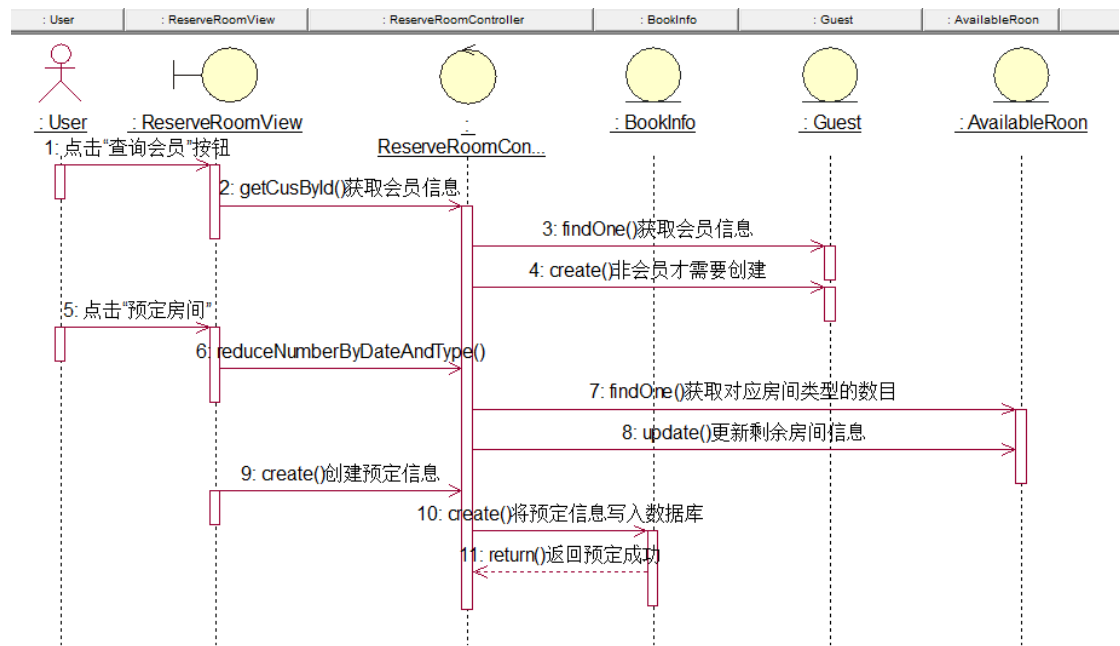 : User
: ReserveRoomView
: ReserveRoomController
: BookInfo
: Guest
: AvailableRoon
: User
: ReserveRoomView
:
ReserveRoomCon...
: BookInfo
: Guest
: AvailableRoon
1: 点击“查询会员”按钮
2: getCusById()获取会员信息
3: findOne()获取会员信息
4: create()非会员才需要创建
5: 点击“预定房间”
6: reduceNumberByDateAndType()
7: findOne()获取对应房间类型的数目
8: update()更新剩余房间信息
9: create()创建预定信息
10: create()将预定信息写入数据库
11: return()返回预定成功